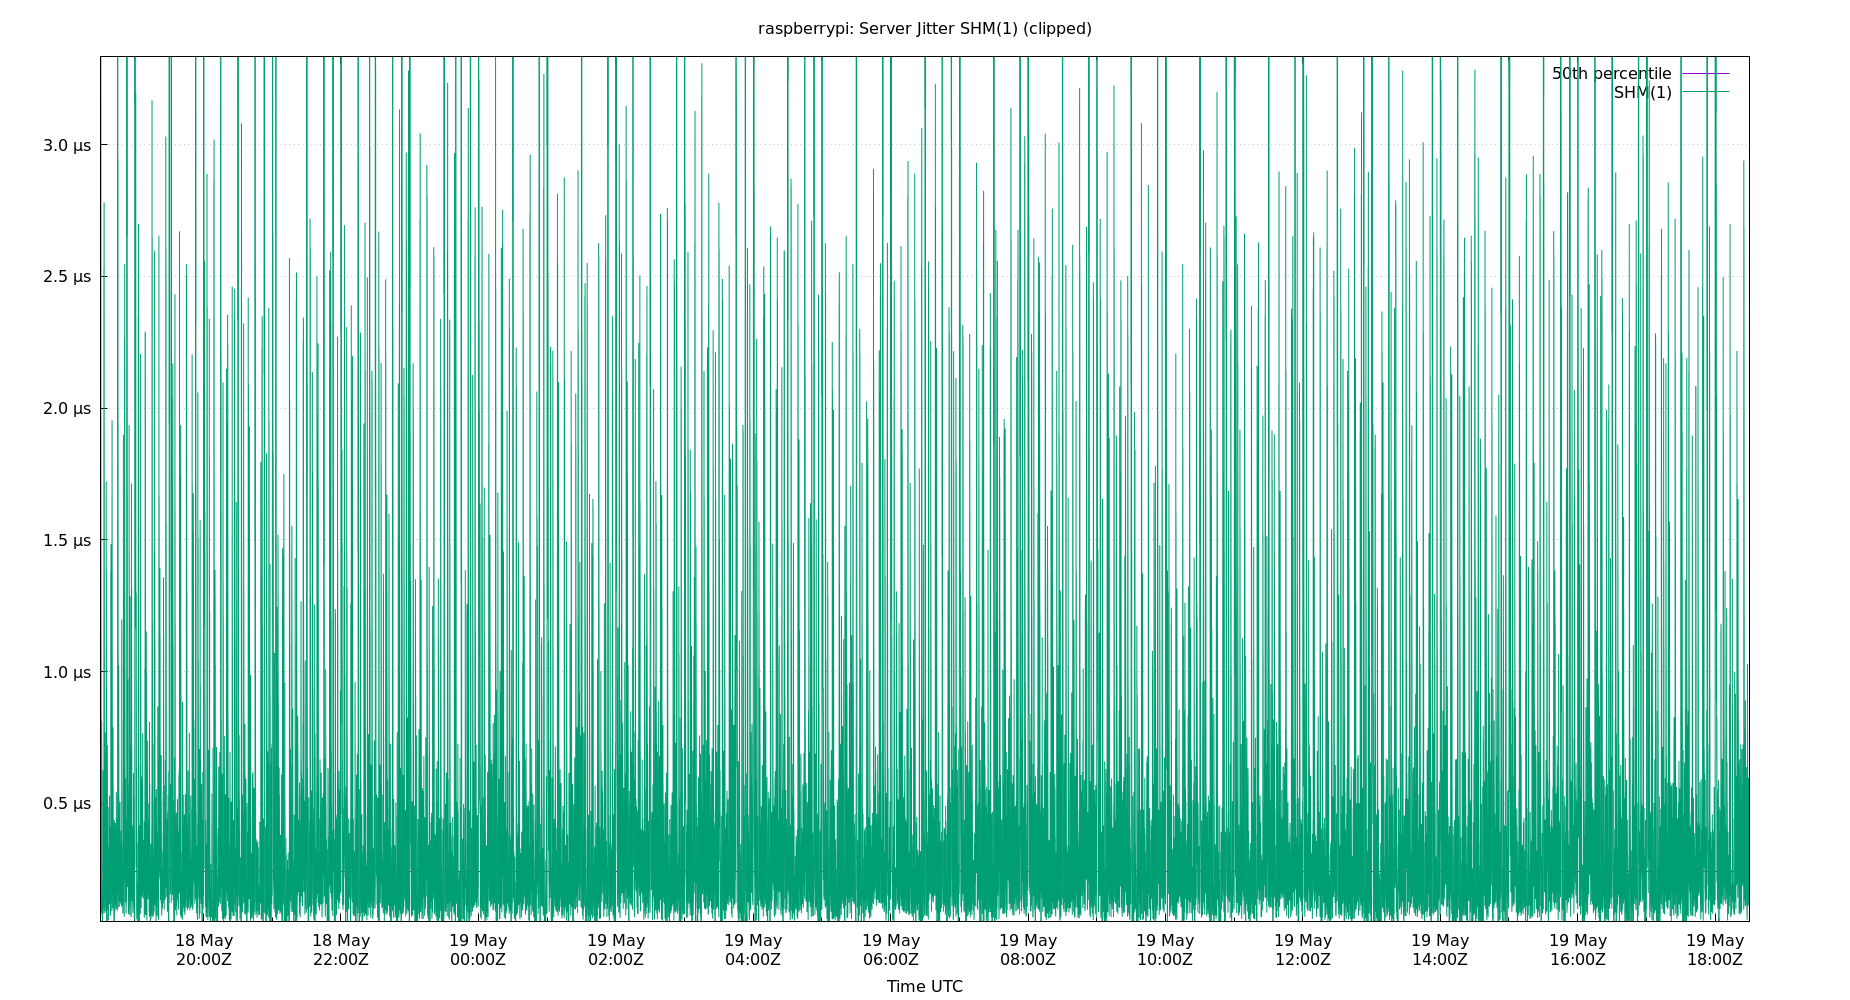 raspberrypi: Server Jitter SHM(1) (clipped)
50th percentile
SHM(1)
3.0 µs
2.5 µs
2.0 µs
1.5 µs
1.0 µs
0.5 µs
18 May 18 May 19 May 19 May 19 May 19 May 19 May 19 May 19 May 19 May 19 May 19 May
20:00Z 22:00Z 00:00Z 02:00Z 04:00Z 06:00Z 08:00Z 10:00Z 12:00Z 14:00Z 16:00Z 18:00Z
Time UTC